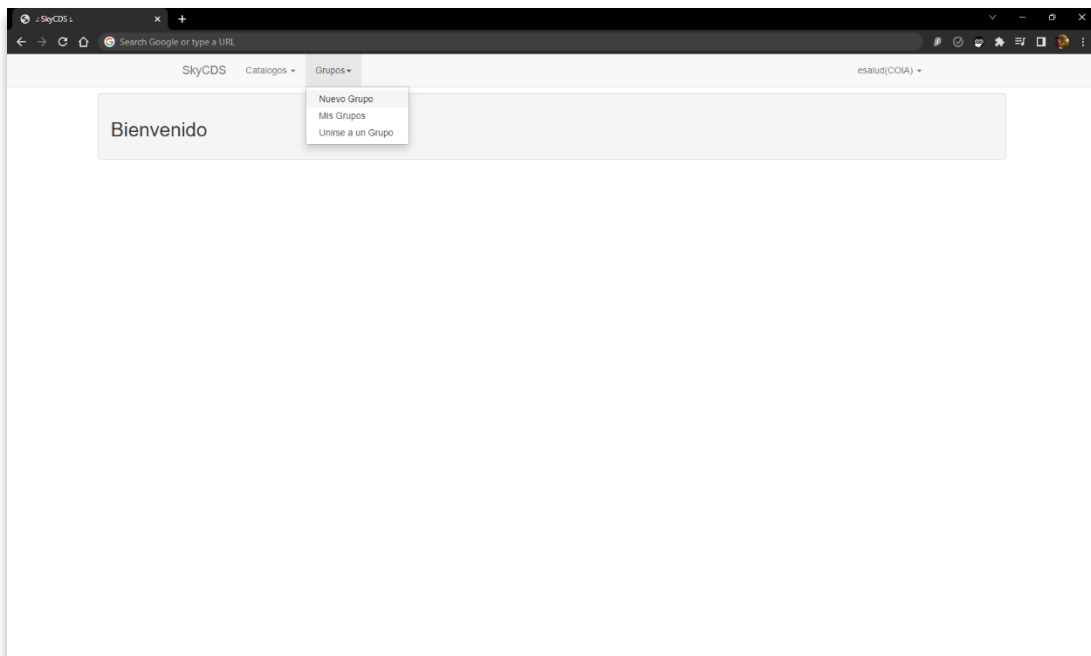 .: SkyCDS :.
Search Google or type a URL
SkyCDS Catalogos Grupos esalud(COIA)
Nuevo Grupo
Mis Grupos
Unirse a un Grupo
Bienvenido